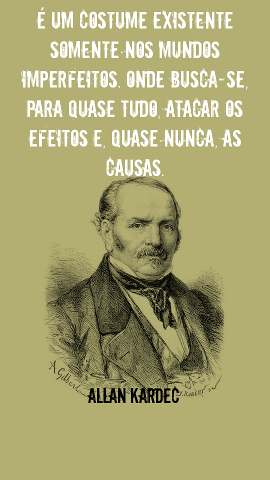 É UM COSTUME EXISTENTE
SOMENTE NOS MUNDOS
IMPERFEITOS. ONDE BUSCA-SE,
PARA QUASE TUDO, ATACAR OS
EFEITOS E, QUASE NUNCA, AS
CAUSAS.
ALLAN KARDEC